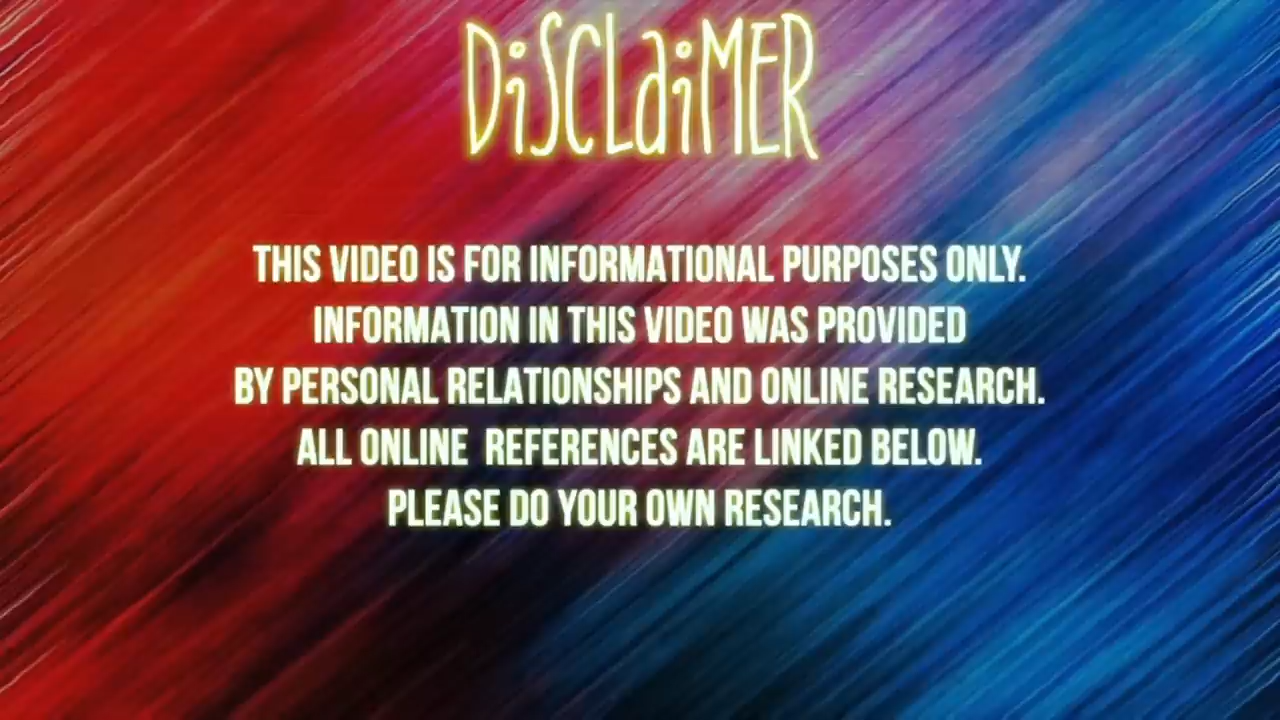 DiSCLaiMER
THIS VIDEO IS FOR INFORMATIONAL PURPOSES ONLY.
INFORMATION IN THIS VIDEO WAS PROVIDED
BY PERSONAL RELATIONSHIPS AND ONLINE RESEARCH.
ALL ONLINE REFERENCES ARE LINKED BELOW.
PLEASE DO YOUR OWN RESEARCH.